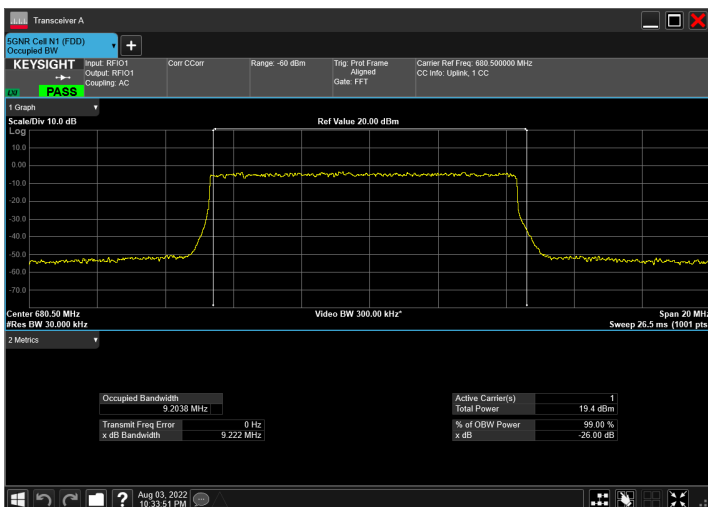 Transceiver A
5GNR Cell N1 (FDD)
Occupied BW
+
KEYSIGHT
LXI
PASS
Input: RFIO1
Output: RFIO1
Coupling: AC
Corr CCorr
Range: -60 dBm
Trig: Prot Frame
Aligned
Gate: FFT
Carrier Ref Freq: 680.500000 MHz
CC Info: Uplink, 1 CC
1 Graph
Scale/Div 10.0 dB
Ref Value 20.00 dBm
Log
10.0
0.00
-10.0
-20.0
-30.0
-40.0
-50.0
-60.0
-70.0
Center 680.50 MHz
Video BW 300.00 kHz*
Span 20 MHz
#Res BW 30.000 kHz
Sweep 26.5 ms (1001 pts
2 Metrics
Occupied Bandwidth
9.2038 MHz
Transmit Freq Error 0 Hz
x dB Bandwidth 9.222 MHz
Active Carrier(s) 1
Total Power 19.4 dBm
% of OBW Power 99.00 %
x dB -26.00 dB
?
Aug 03, 2022
10:33:51 PM